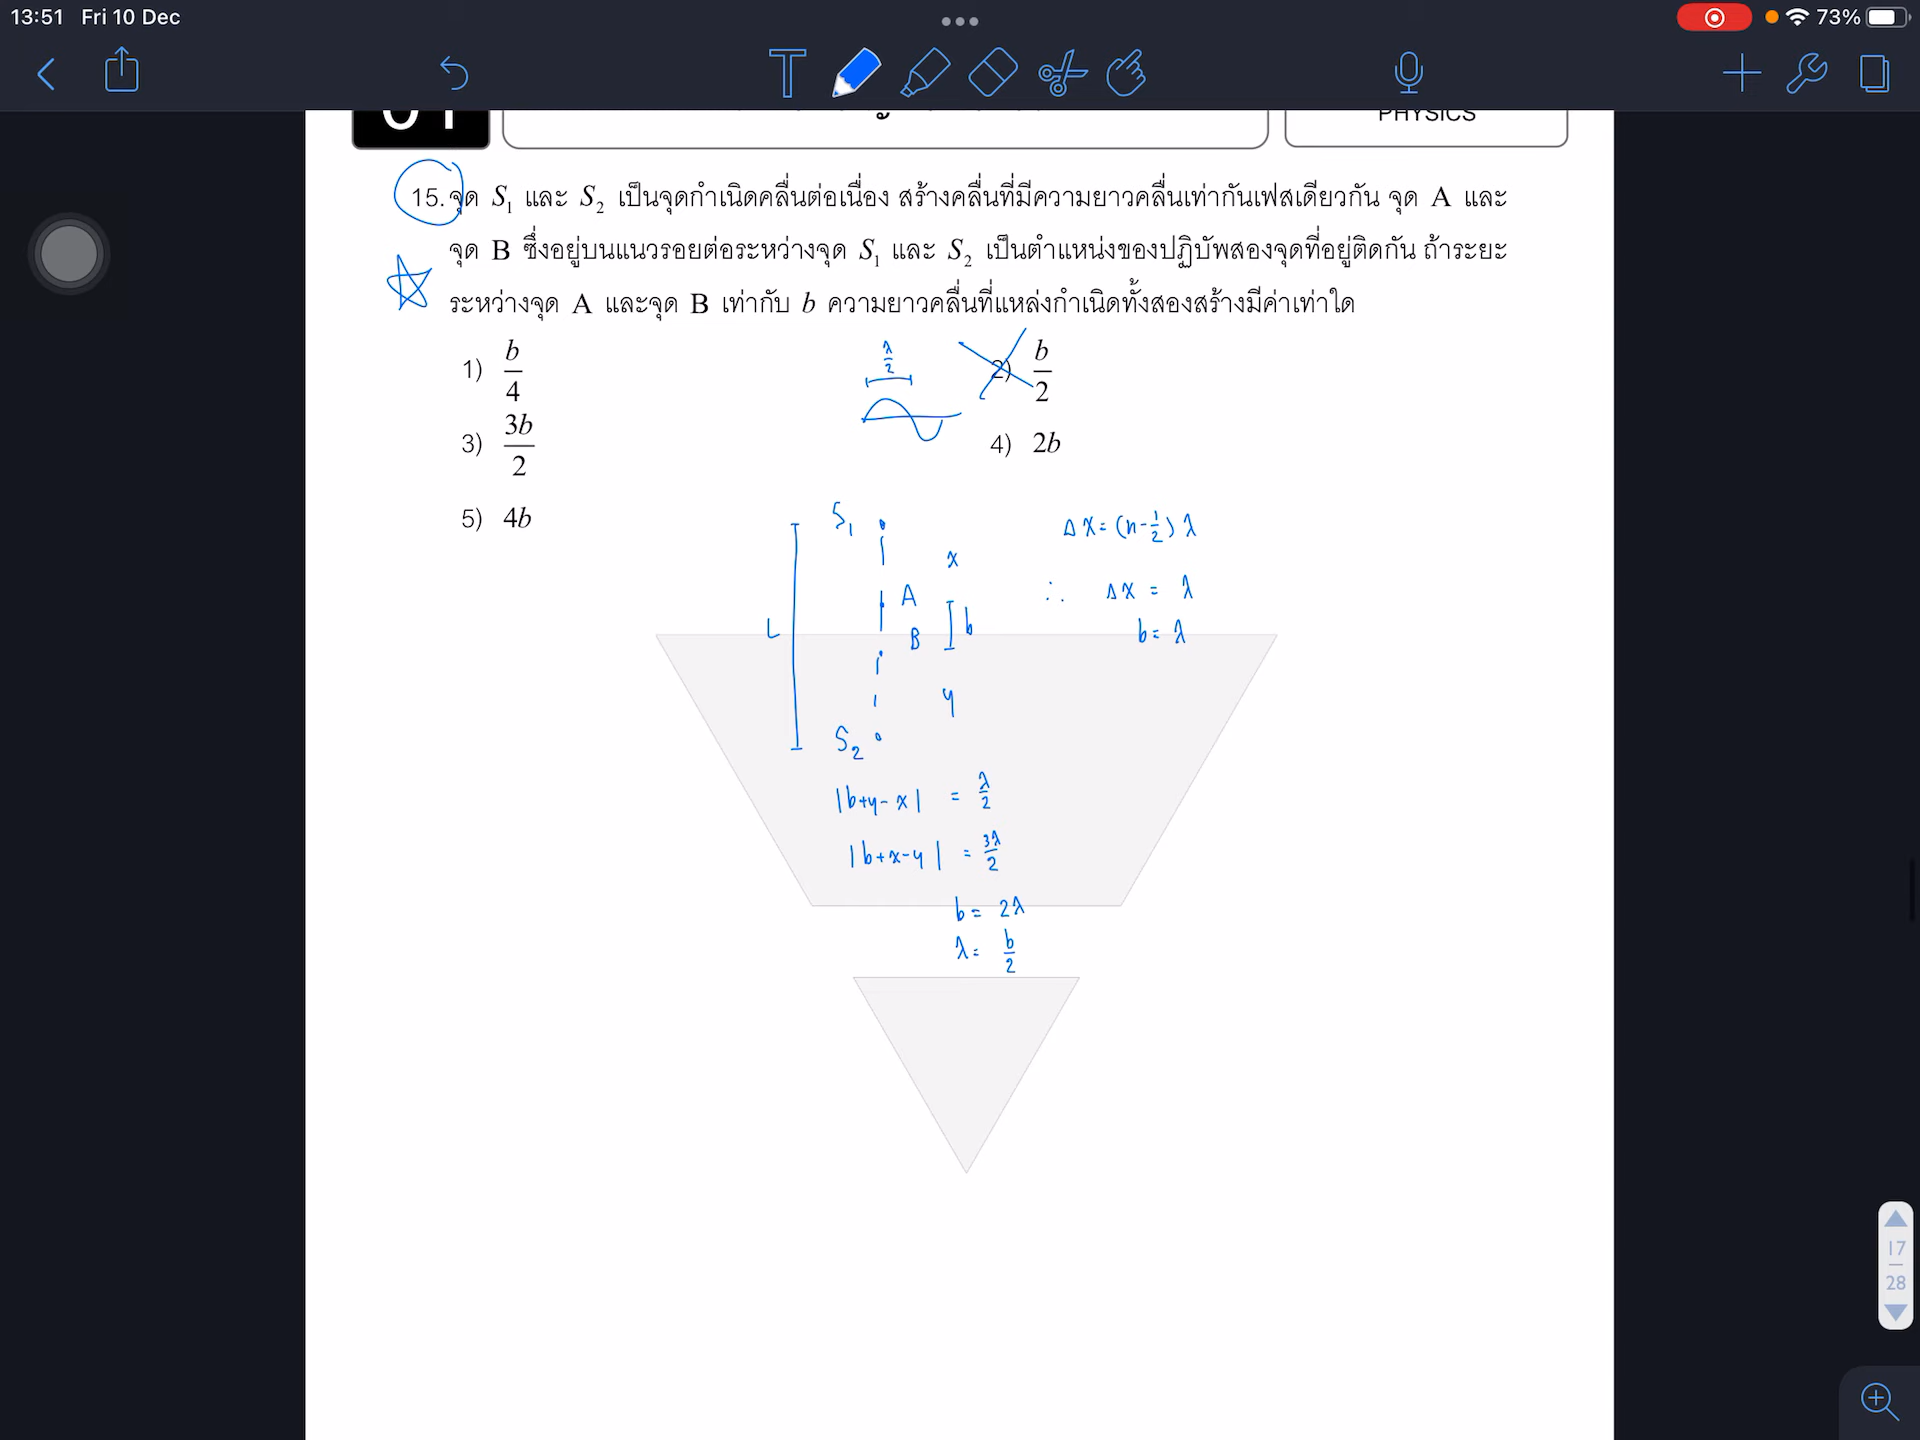 13:51 Fri 10 Dec
73%
PHYSICS
15. จุด S₁ และ S₂ เป็นจุดกำเนิดคลื่นต่อเนื่อง สร้างคลื่นที่มีความยาวคลื่นเท่ากันเฟสเดียวกัน จุด A และ
จุด B ซึ่งอยู่บนแนวรอยต่อระหว่างจุด S₁ และ S₂ เป็นตำแหน่งของปฏิบัพสองจุดที่อยู่ติดกัน ถ้าระยะ
ระหว่างจุด A และจุด B เท่ากับ b ความยาวคลื่นที่แหล่งกำเนิดทั้งสองสร้างมีค่าเท่าใด
1) b/4
λ/2
2) b/2
3) 3b/2
4) 2b
5) 4b
S₁
x
A
L
B
b
y
S₂
Δx = (n-1/2) λ
∴ Δx = λ
b = λ
|b+y-x| = λ/2
|b+x-y| = 3λ/2
b = 2λ
λ = b/2
17
28